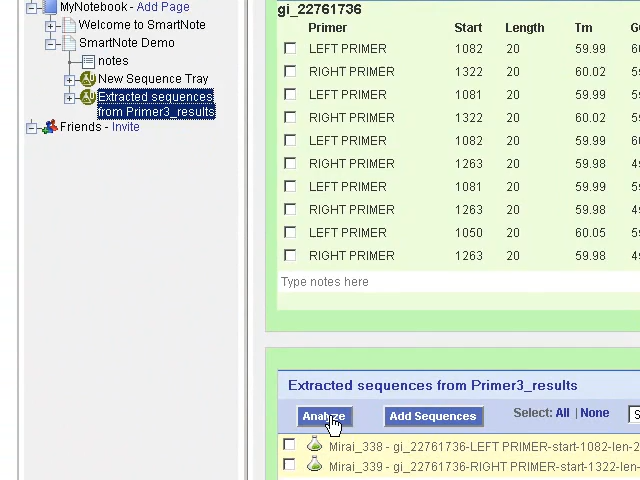 MyNotebook - Add Page
Welcome to SmartNote
SmartNote Demo
notes
New Sequence Tray
Extracted sequences
from Primer3_results
Friends - Invite
gi_22761736
Primer Start Length Tm
LEFT PRIMER 1082 20 59.99
RIGHT PRIMER 1322 20 60.02
LEFT PRIMER 1081 20 59.99
RIGHT PRIMER 1322 20 60.02
LEFT PRIMER 1082 20 59.99
RIGHT PRIMER 1263 20 59.98
LEFT PRIMER 1081 20 59.99
RIGHT PRIMER 1263 20 59.98
LEFT PRIMER 1050 20 60.05
RIGHT PRIMER 1263 20 59.98
Type notes here
Extracted sequences from Primer3_results
Analyze Add Sequences Select: All | None
Mirai_338 - gi_22761736-LEFT PRIMER-start-1082-len-2
Mirai_339 - gi_22761736-RIGHT PRIMER-start-1322-len-